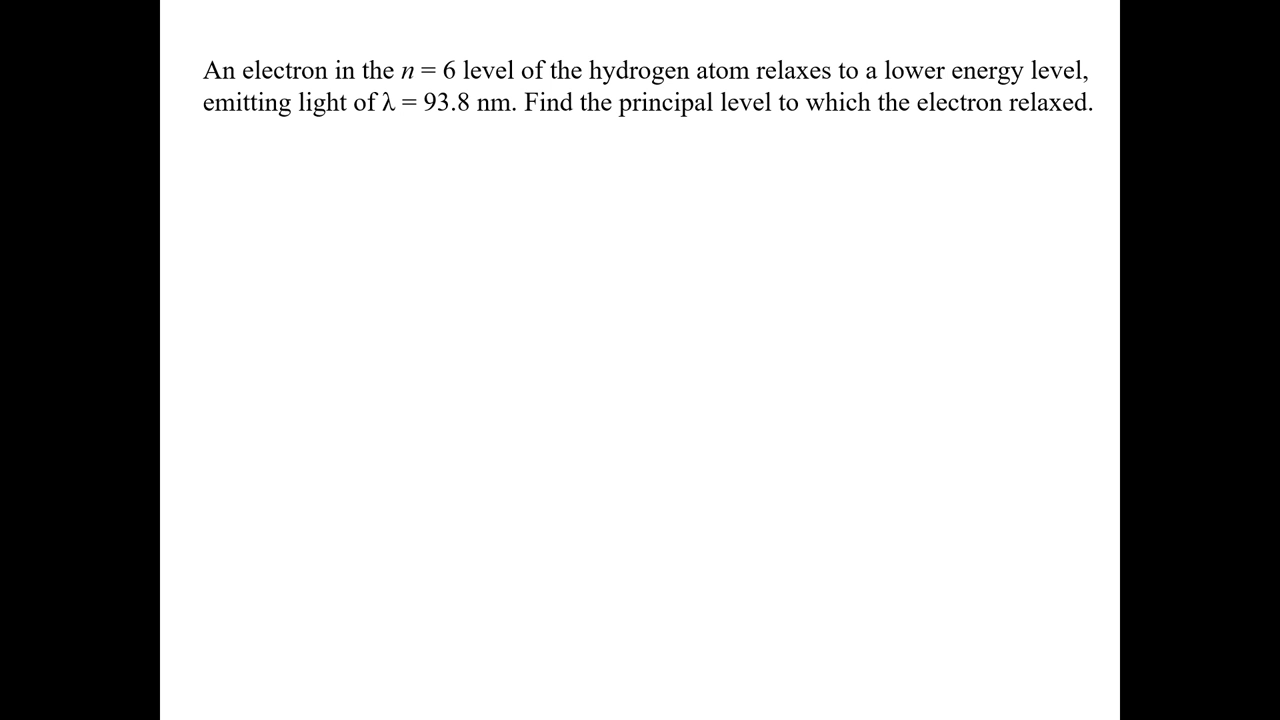 An electron in the n = 6 level of the hydrogen atom relaxes to a lower energy level,
emitting light of λ = 93.8 nm. Find the principal level to which the electron relaxed.